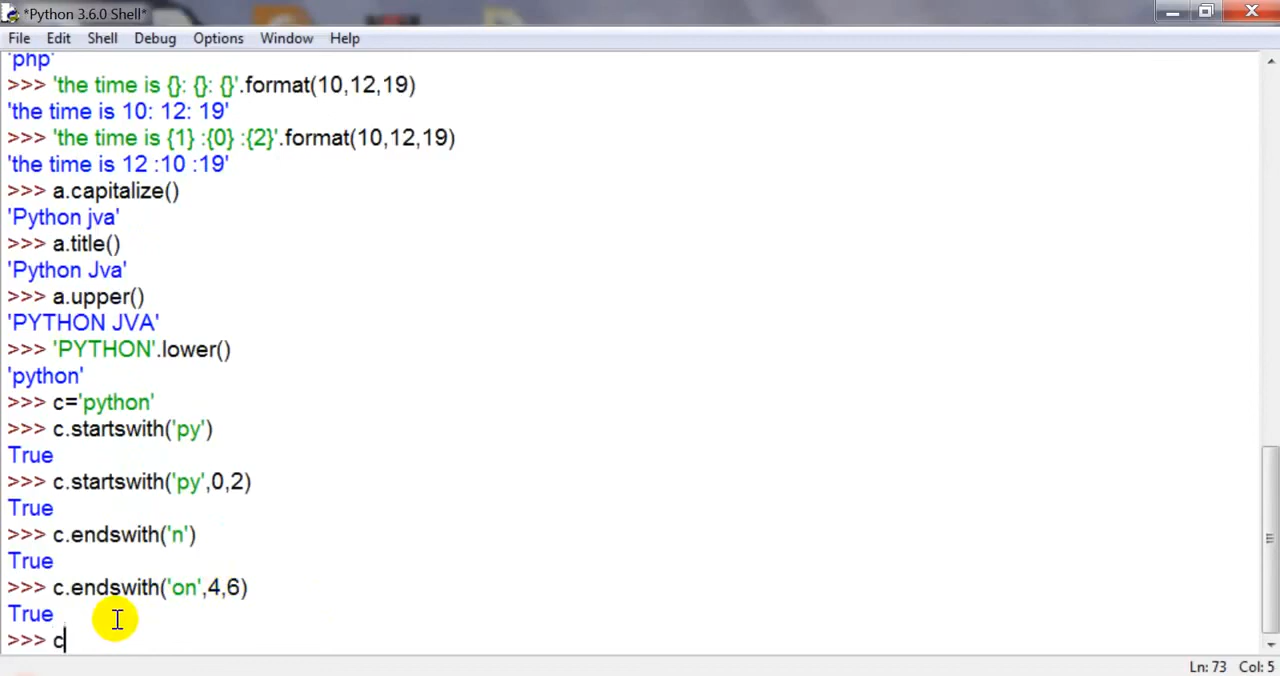 *Python 3.6.0 Shell*
File Edit Shell Debug Options Window Help
'php'
>>> 'the time is {}: {}: {}'.format(10,12,19)
'the time is 10: 12: 19'
>>> 'the time is {1} :{0} :{2}'.format(10,12,19)
'the time is 12 :10 :19'
>>> a.capitalize()
'Python jva'
>>> a.title()
'Python Jva'
>>> a.upper()
'PYTHON JVA'
>>> 'PYTHON'.lower()
'python'
>>> c='python'
>>> c.startswith('py')
True
>>> c.startswith('py',0,2)
True
>>> c.endswith('n')
True
>>> c.endswith('on',4,6)
True
>>> c
Ln: 73 Col: 5